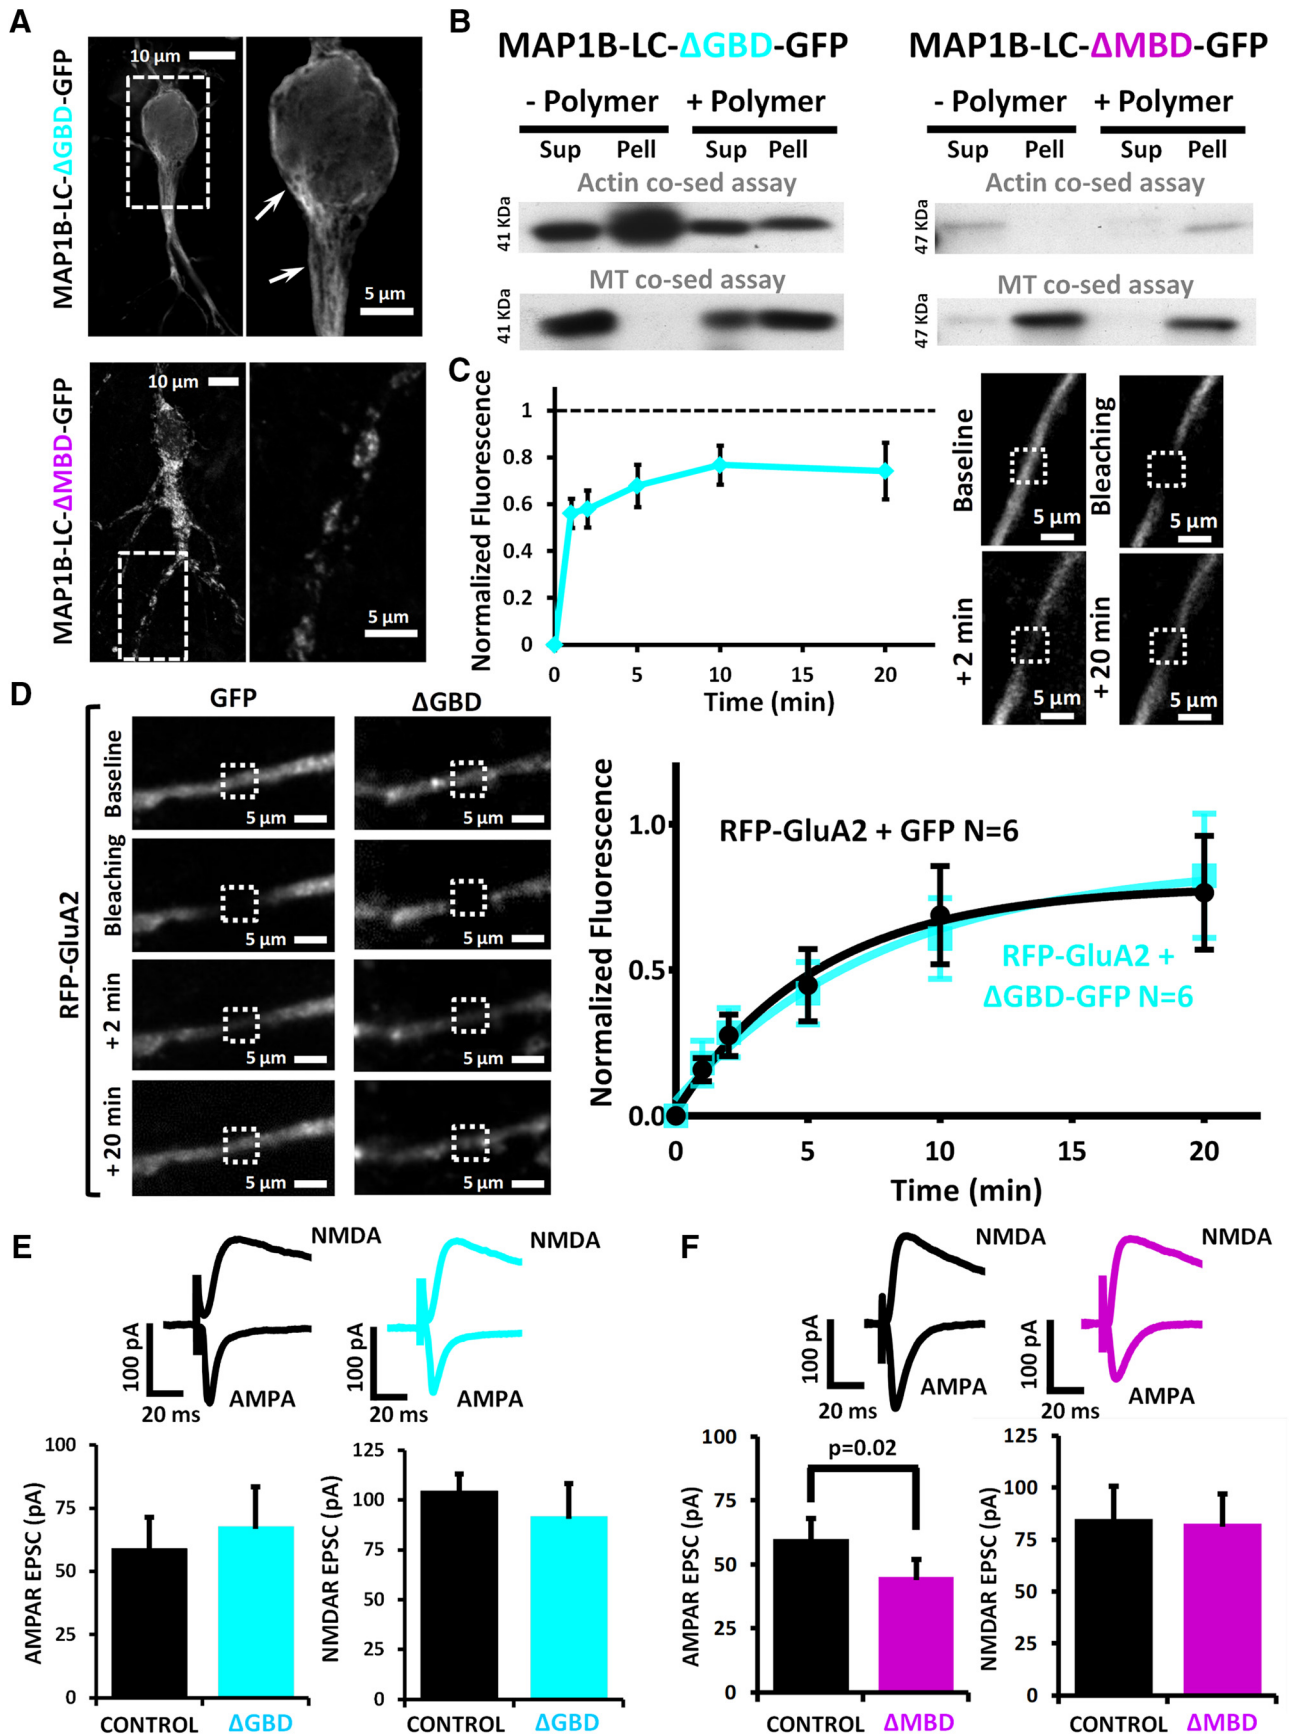 A
MAP1B-LC-ΔGBD-GFP
10 µm
5 µm
MAP1B-LC-ΔMBD-GFP
10 µm
5 µm
B
MAP1B-LC-ΔGBD-GFP
- Polymer + Polymer
Sup Pell Sup Pell
Actin co-sed assay
41 KDa
MT co-sed assay
41 KDa
MAP1B-LC-ΔMBD-GFP
- Polymer + Polymer
Sup Pell Sup Pell
Actin co-sed assay
47 KDa
MT co-sed assay
47 KDa
C
Normalized Fluorescence
1
0.8
0.6
0.4
0.2
0
0 5 10 15 20
Time (min)
Baseline
5 µm
Bleaching
5 µm
+ 2 min
5 µm
+ 20 min
5 µm
D
GFP ΔGBD
RFP-GluA2
Baseline
5 µm 5 µm
Bleaching
5 µm 5 µm
+ 2 min
5 µm 5 µm
+ 20 min
5 µm 5 µm
Normalized Fluorescence
1.0
0.5
0.0
0 5 10 15 20
Time (min)
RFP-GluA2 + GFP N=6
RFP-GluA2 +
ΔGBD-GFP N=6
E
NMDA
AMPA
100 pA
20 ms
NMDA
AMPA
100 pA
20 ms
AMPAR EPSC (pA)
100
75
50
25
0
CONTROL ΔGBD
NMDAR EPSC (pA)
125
100
75
50
25
0
CONTROL ΔGBD
F
NMDA
AMPA
100 pA
20 ms
NMDA
AMPA
100 pA
20 ms
AMPAR EPSC (pA)
100
75
50
25
0
p=0.02
CONTROL ΔMBD
NMDAR EPSC (pA)
125
100
75
50
25
0
CONTROL ΔMBD